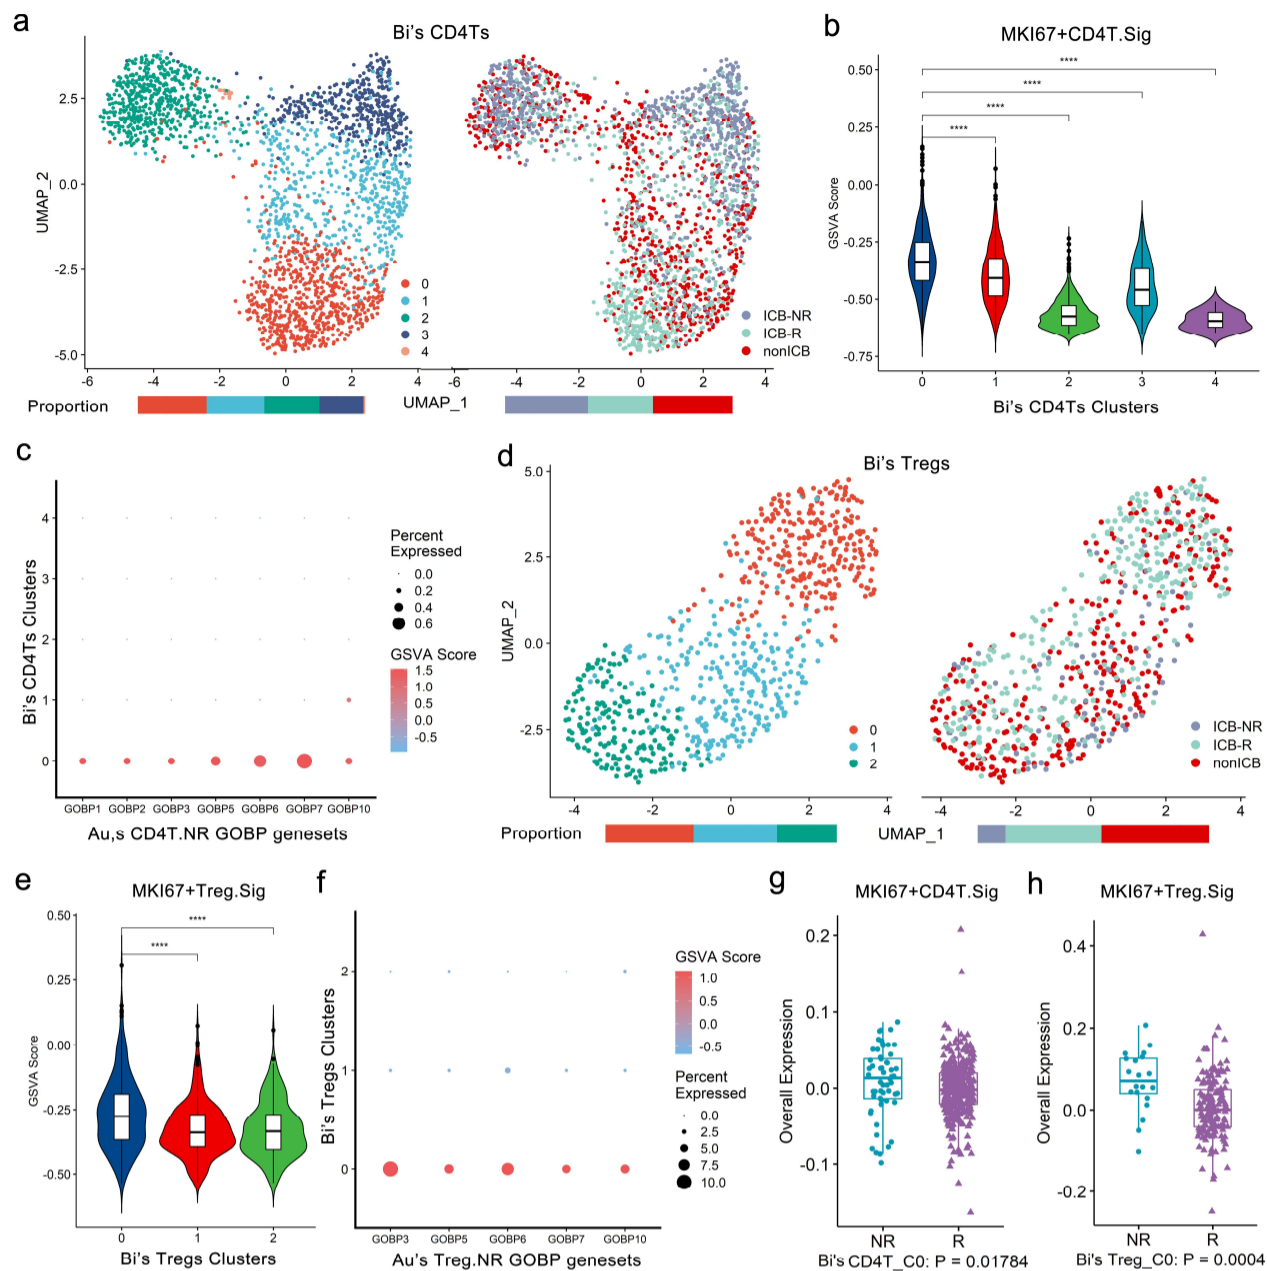 a
Bi's CD4Ts
UMAP_2
2.5
0.0
-2.5
-5.0
0
1
2
3
4
ICB-NR
ICB-R
nonICB
-6
-4
-2
0
2
4
-6
-4
-2
0
2
4
Proportion
UMAP_1
b
MKI67+CD4T.Sig
****
****
****
****
GSVA Score
0.50
0.25
0.00
-0.25
-0.50
-0.75
0
1
2
3
4
Bi's CD4Ts Clusters
c
Bi's CD4Ts Clusters
4
3
2
1
0
GOBP1
GOBP2
GOBP3
GOBP5
GOBP6
GOBP7
GOBP10
Au,s CD4T.NR GOBP genesets
Percent
Expressed
0.0
0.2
0.4
0.6
GSVA Score
1.5
1.0
0.5
0.0
-0.5
d
Bi's Tregs
UMAP_2
5.0
2.5
0.0
-2.5
0
1
2
ICB-NR
ICB-R
nonICB
-4
-2
0
2
4
-4
-2
0
2
4
Proportion
UMAP_1
e
MKI67+Treg.Sig
****
****
GSVA Score
0.50
0.25
0.00
-0.25
-0.50
0
1
2
Bi's Tregs Clusters
f
Bi's Tregs Clusters
2
1
0
GOBP3
GOBP5
GOBP6
GOBP7
GOBP10
Au's Treg.NR GOBP genesets
GSVA Score
1.0
0.5
0.0
-0.5
Percent
Expressed
0.0
2.5
5.0
7.5
10.0
g
MKI67+CD4T.Sig
Overall Expression
0.2
0.1
0.0
-0.1
NR
R
Bi's CD4T_C0: P = 0.01784
h
MKI67+Treg.Sig
Overall Expression
0.4
0.2
0.0
-0.2
NR
R
Bi's Treg_C0: P = 0.0004